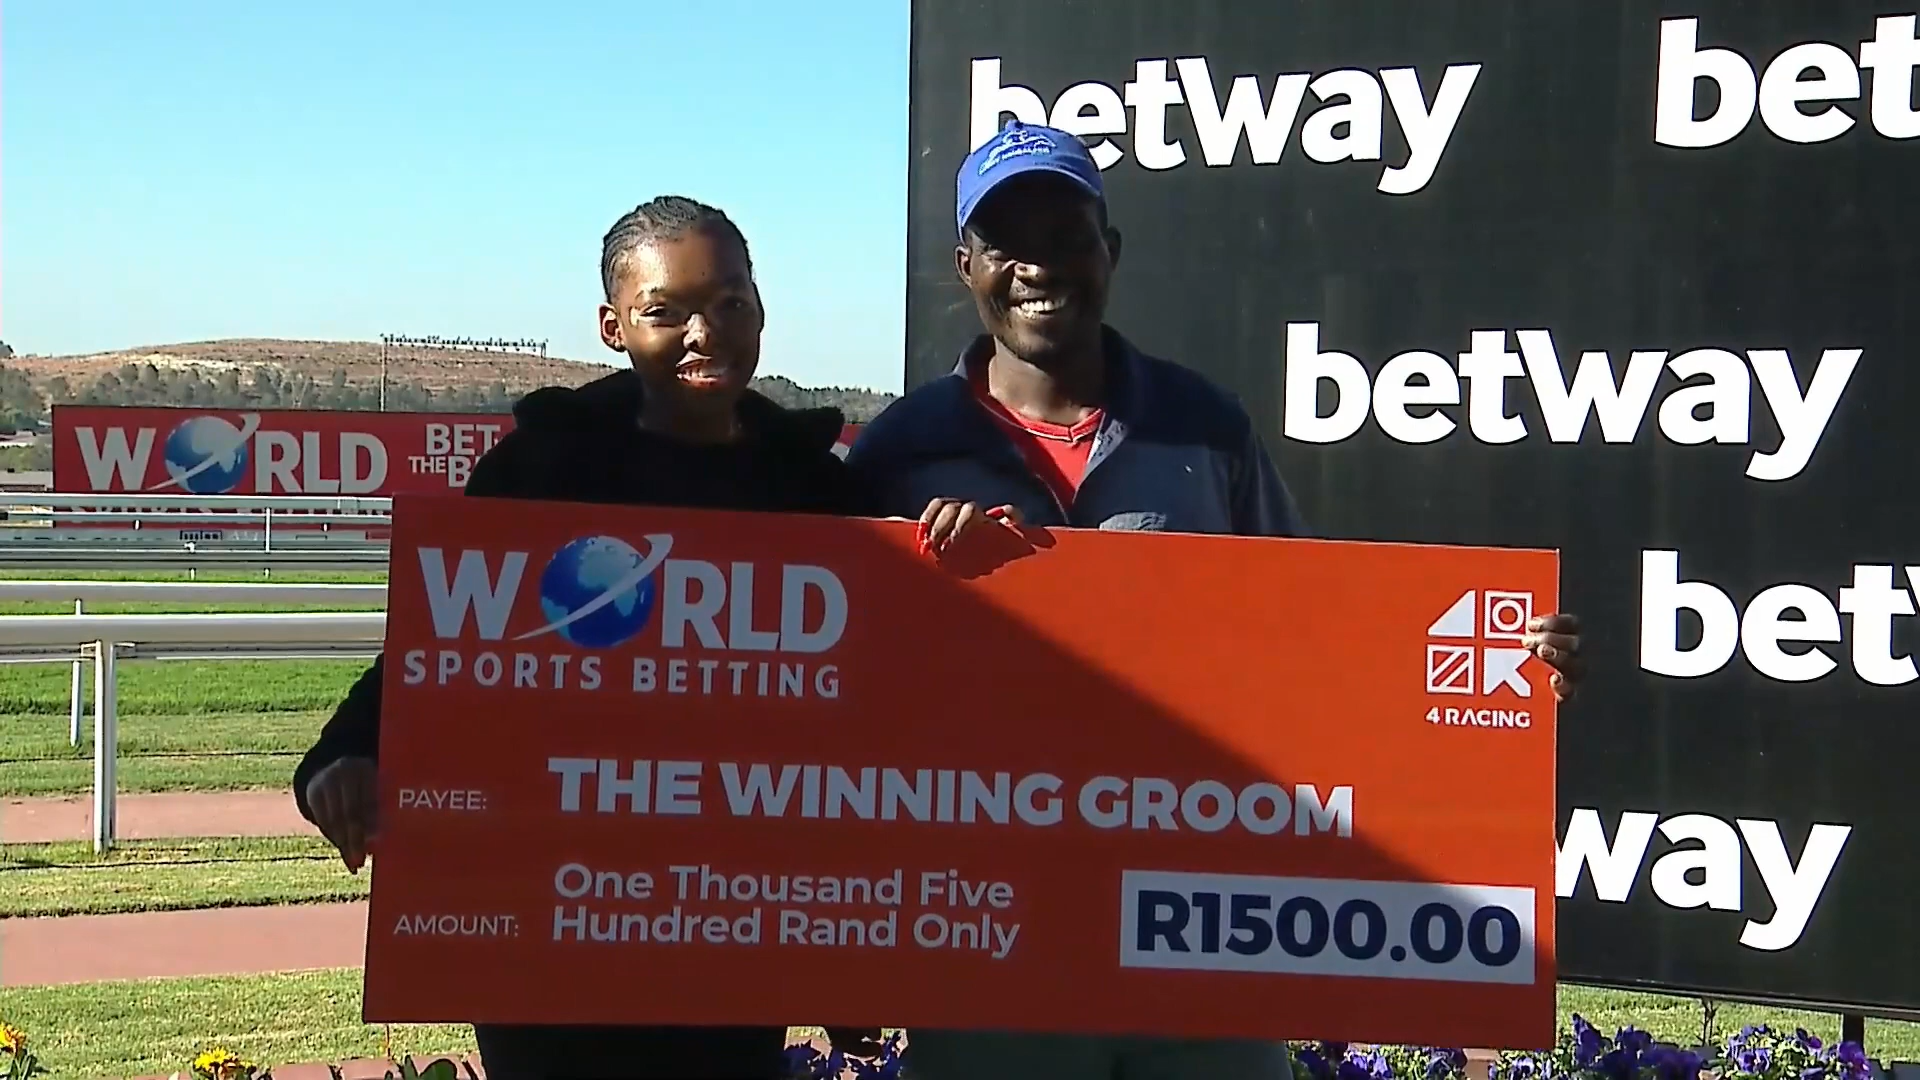 betway
bet
betway
bet
way
WORLD
BET
THE
WORLD
SPORTS BETTING
4 RACING
PAYEE: THE WINNING GROOM
AMOUNT: One Thousand Five
Hundred Rand Only
R1500.00